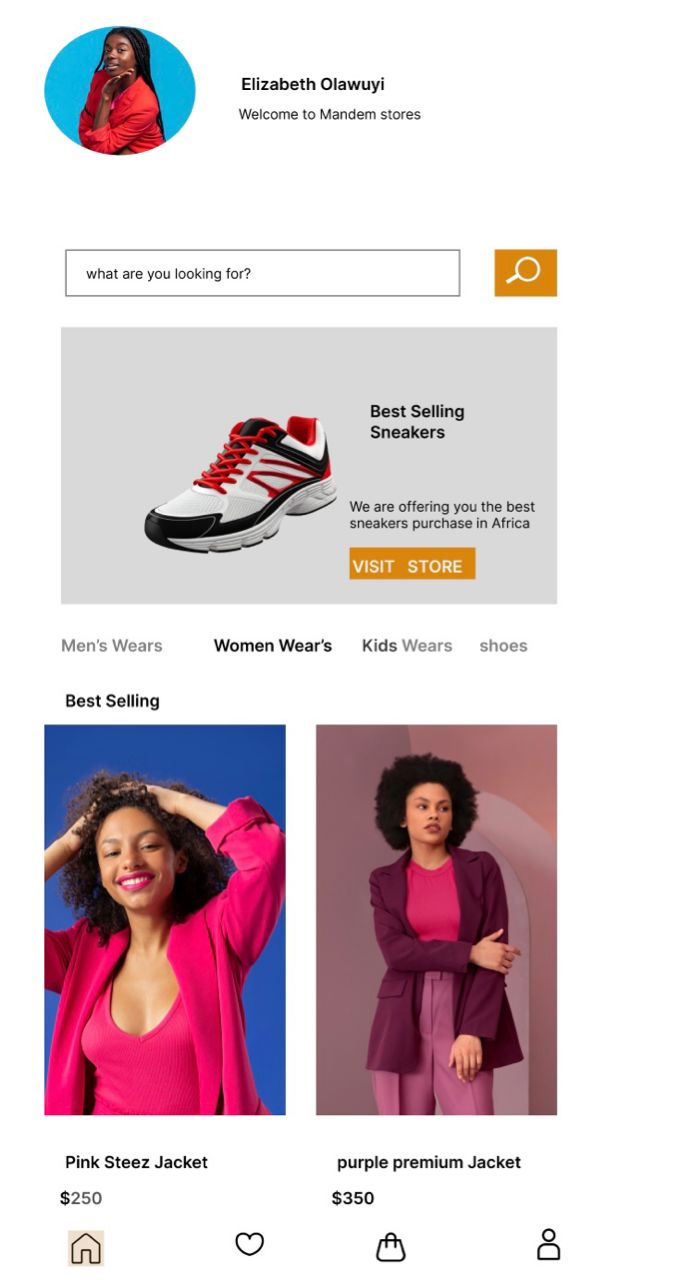 Elizabeth Olawuyi
Welcome to Mandem stores
what are you looking for?
Best Selling
Sneakers
We are offering you the best
sneakers purchase in Africa
VISIT STORE
Men's Wears Women Wear's Kids Wears shoes
Best Selling
Pink Steez Jacket purple premium Jacket
$250 $350